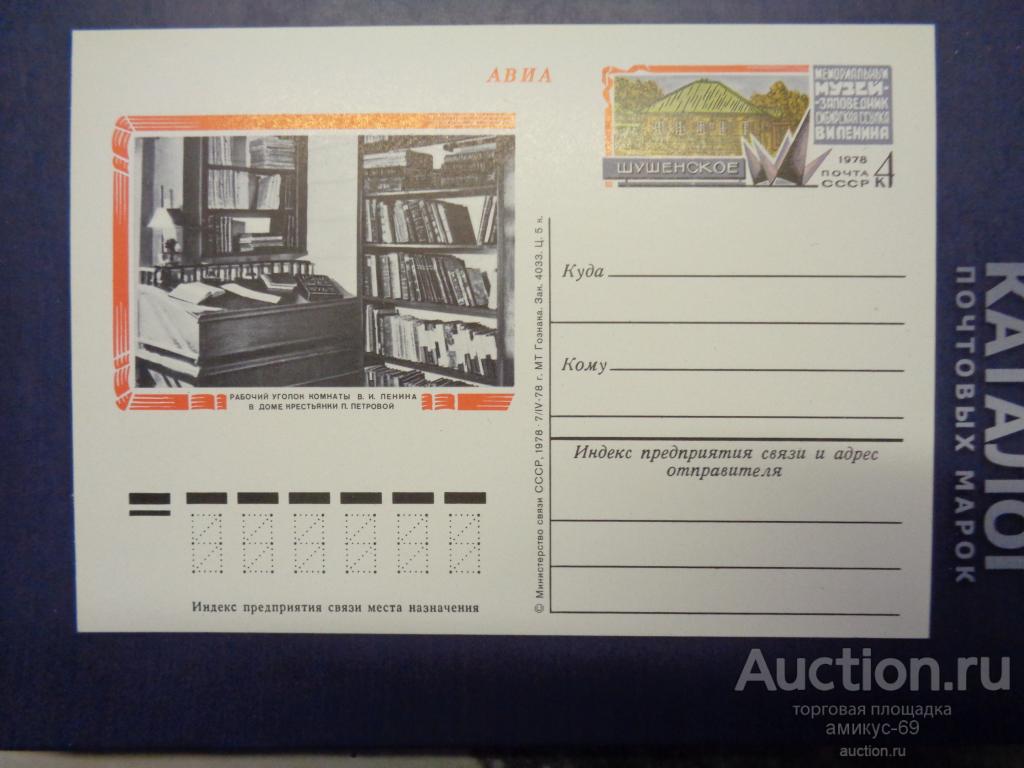 АВИА
МЕМОРИАЛЬНЫЙ
МУЗЕЙ-
-ЗАПОВЕДНИК
СИБИРСКАЯ ССЫЛКА
В.И.ЛЕНИНА
ШУШЕНСКОЕ
1978
ПОЧТА
СССР
4
К
РАБОЧИЙ УГОЛОК КОМНАТЫ В. И. ЛЕНИНА
В ДОМЕ КРЕСТЬЯНКИ П. ПЕТРОВОЙ
© Министерство связи СССР, 1978 · 7/IV-78 г. МТ Гознака. Зак. 4033. Ц. 5 к.
Куда
Кому
Индекс предприятия связи и адрес
отправителя
Индекс предприятия связи места назначения
КАТАЛОГ
ПОЧТОВЫХ МАРОК
Auction.ru
торговая площадка
амикус-69
auction.ru